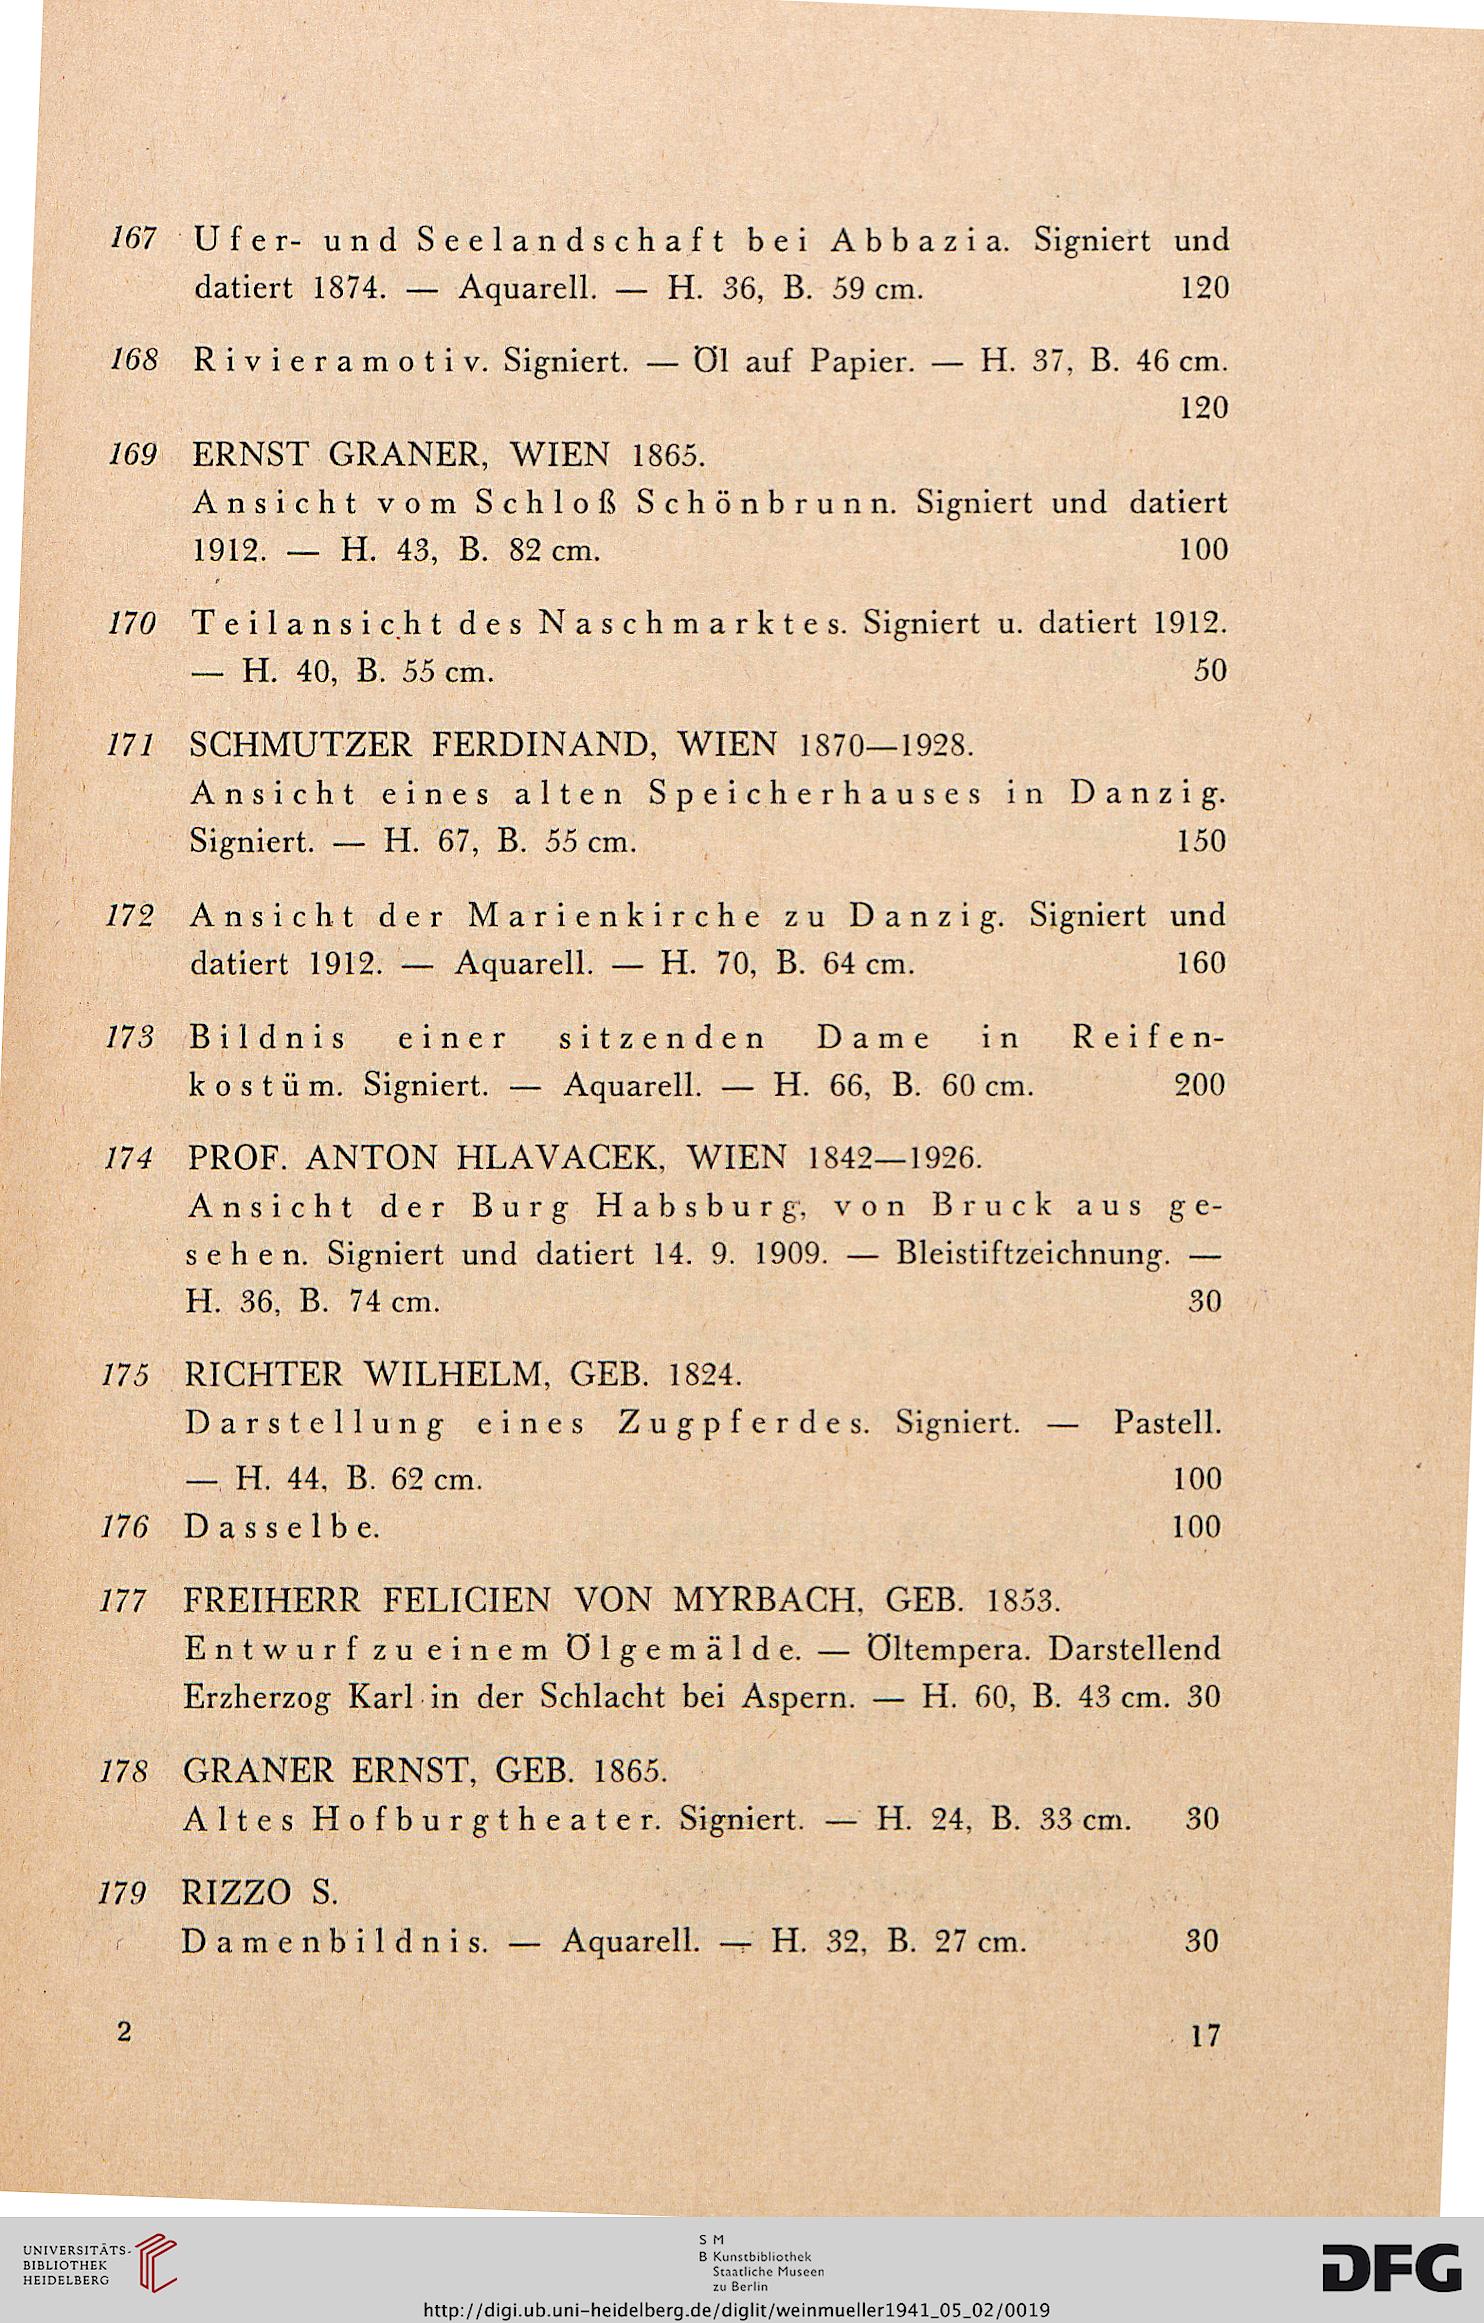 167 Ufer- und Seelandschaft bei Abbazia. Signiert und
datiert 1874. — Aquarell. — H. 36, B. 59 cm. 120
168 Rivieramotiv. Signiert. — Öl auf Papier. — H. 37, B. 46 cm.
120
169 ERNST GRANER, WIEN 1865.
Ansicht vom Schloß Schönbrunn. Signiert und datiert
1912. — H. 43, B. 82 cm. 100
170 Teilansicht des Naschmarktes. Signiert u. datiert 1912.
— H. 40, B. 55 cm. 50
171 SCHMUTZER FERDINAND, WIEN 1870—1928.
Ansicht eines alten Speicherhauses in Danzig.
Signiert. — H. 67, B. 55 cm. 150
172 Ansicht der Marienkirche zu Danzig. Signiert und
datiert 1912. — Aquarell. — H. 70, B. 64 cm. 160
173 Bildnis einer sitzenden Dame in Reifen-
kostüm. Signiert. — Aquarell. — H. 66, B. 60 cm. 200
174 PROF. ANTON HLAVACEK, WIEN 1842—1926.
Ansicht der Burg Habsburg, von Bruck aus ge-
sehen. Signiert und datiert 14. 9. 1909. — Bleistiftzeichnung. —
H. 36, B. 74 cm. 30
175 RICHTER WILHELM, GEB. 1824.
Darstellung eines Zugpferdes. Signiert. — Pastell.
— H. 44, B. 62 cm. 100
176 Dasselbe. 100
177 FREIHERR FELICIEN VON MYRBACH, GEB. 1853.
Entwurf zu einem Ölgemälde. — Öltempera. Darstellend
Erzherzog Karl in der Schlacht bei Aspern. — H. 60, B. 43 cm. 30
178 GRANER ERNST, GEB. 1865.
Altes Hofburgtheater. Signiert. — H. 24, B. 33 cm. 30
179 RIZZO S.
Damenbildnis. — Aquarell. — H. 32, B. 27 cm. 30
2 17
UNIVERSITÄTS-
BIBLIOTHEK
HEIDELBERG
S M
B Kunstbibliothek
Staatliche Museen
zu Berlin
DFG
http://digi.ub.uni-heidelberg.de/diglit/weinmueller1941_05_02/0019